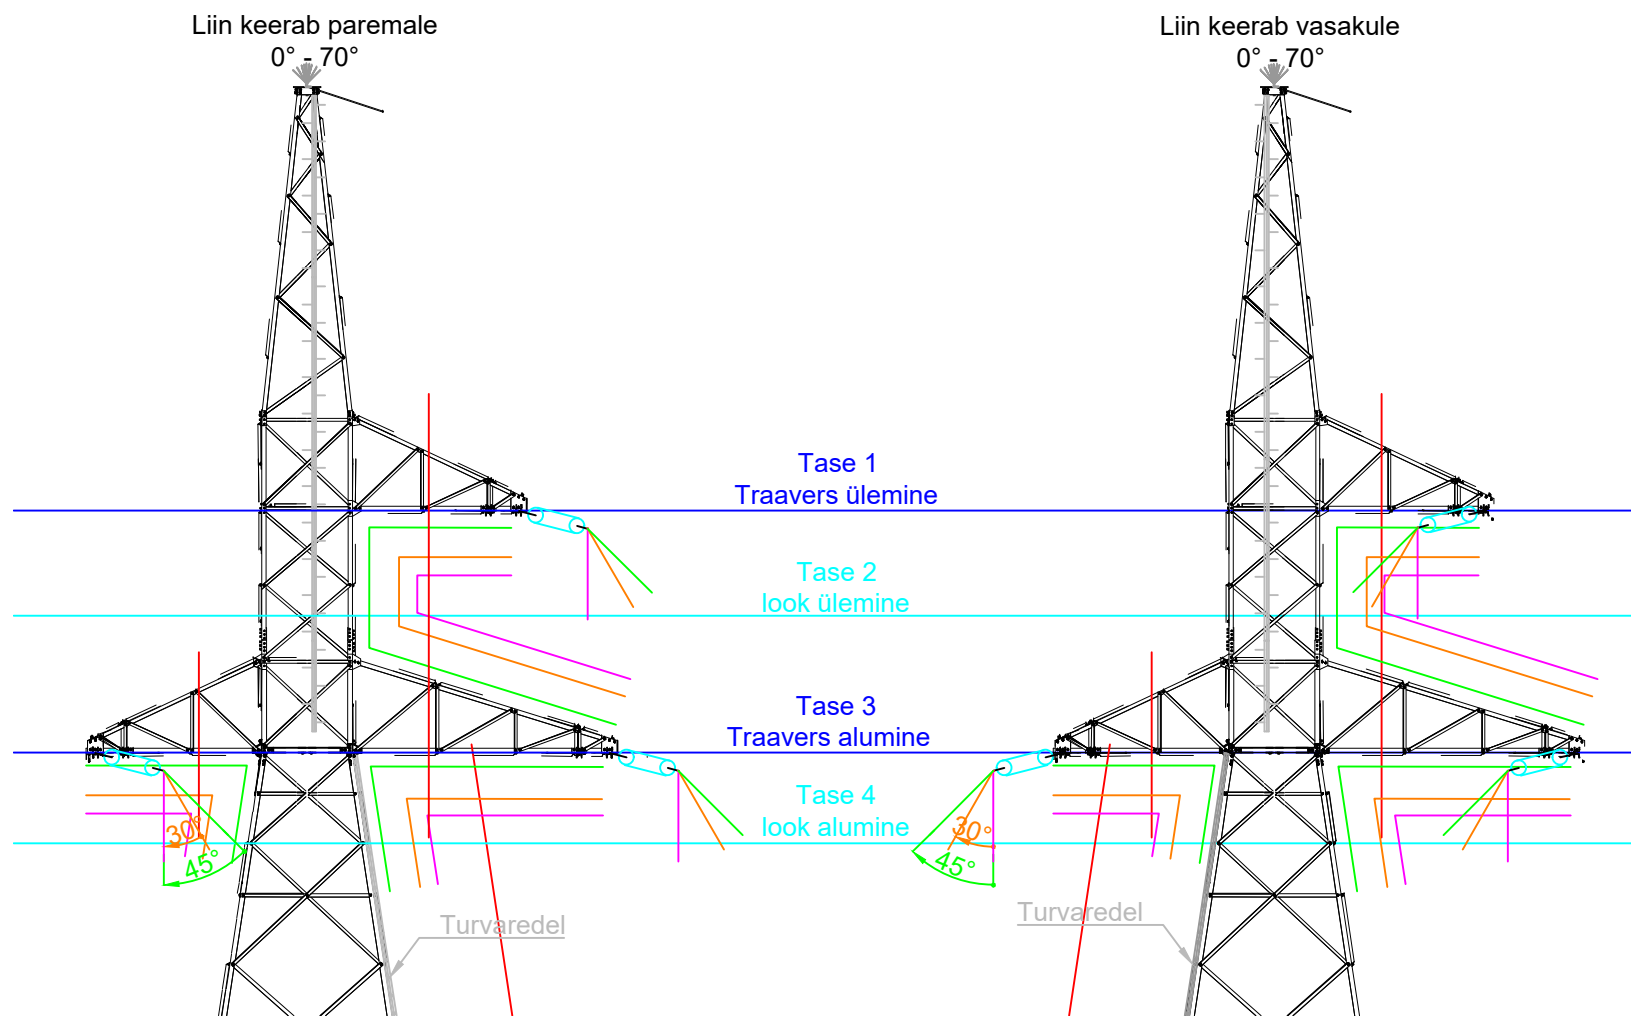 Liin keerab paremale
0° - 70°
Liin keerab vasakule
0° - 70°
Tase 1
Traavers ülemine
Tase 2
look ülemine
Tase 3
Traavers alumine
Tase 4
look alumine
30°
45°
30°
45°
Turvaredel
Turvaredel